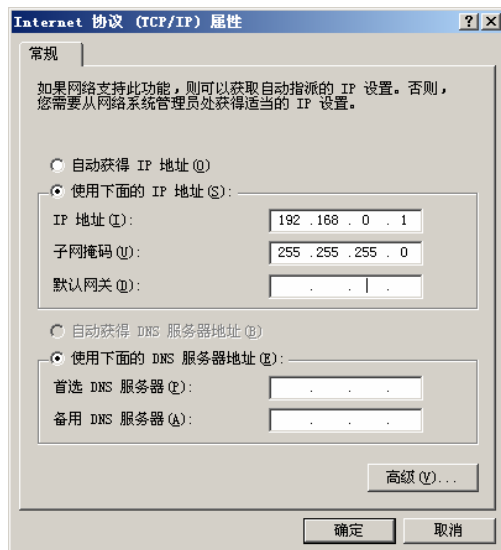 Internet 协议 (TCP/IP) 属性
常规
如果网络支持此功能，则可以获取自动指派的 IP 设置。否则，
您需要从网络系统管理员处获得适当的 IP 设置。
自动获得 IP 地址(O)
使用下面的 IP 地址(S):
IP 地址(I): 192 .168 . 0 . 1
子网掩码(U): 255 .255 .255 . 0
默认网关(D): . . .
自动获得 DNS 服务器地址(B)
使用下面的 DNS 服务器地址(E):
首选 DNS 服务器(P): . . .
备用 DNS 服务器(A): . . .
高级(V)...
确定 取消